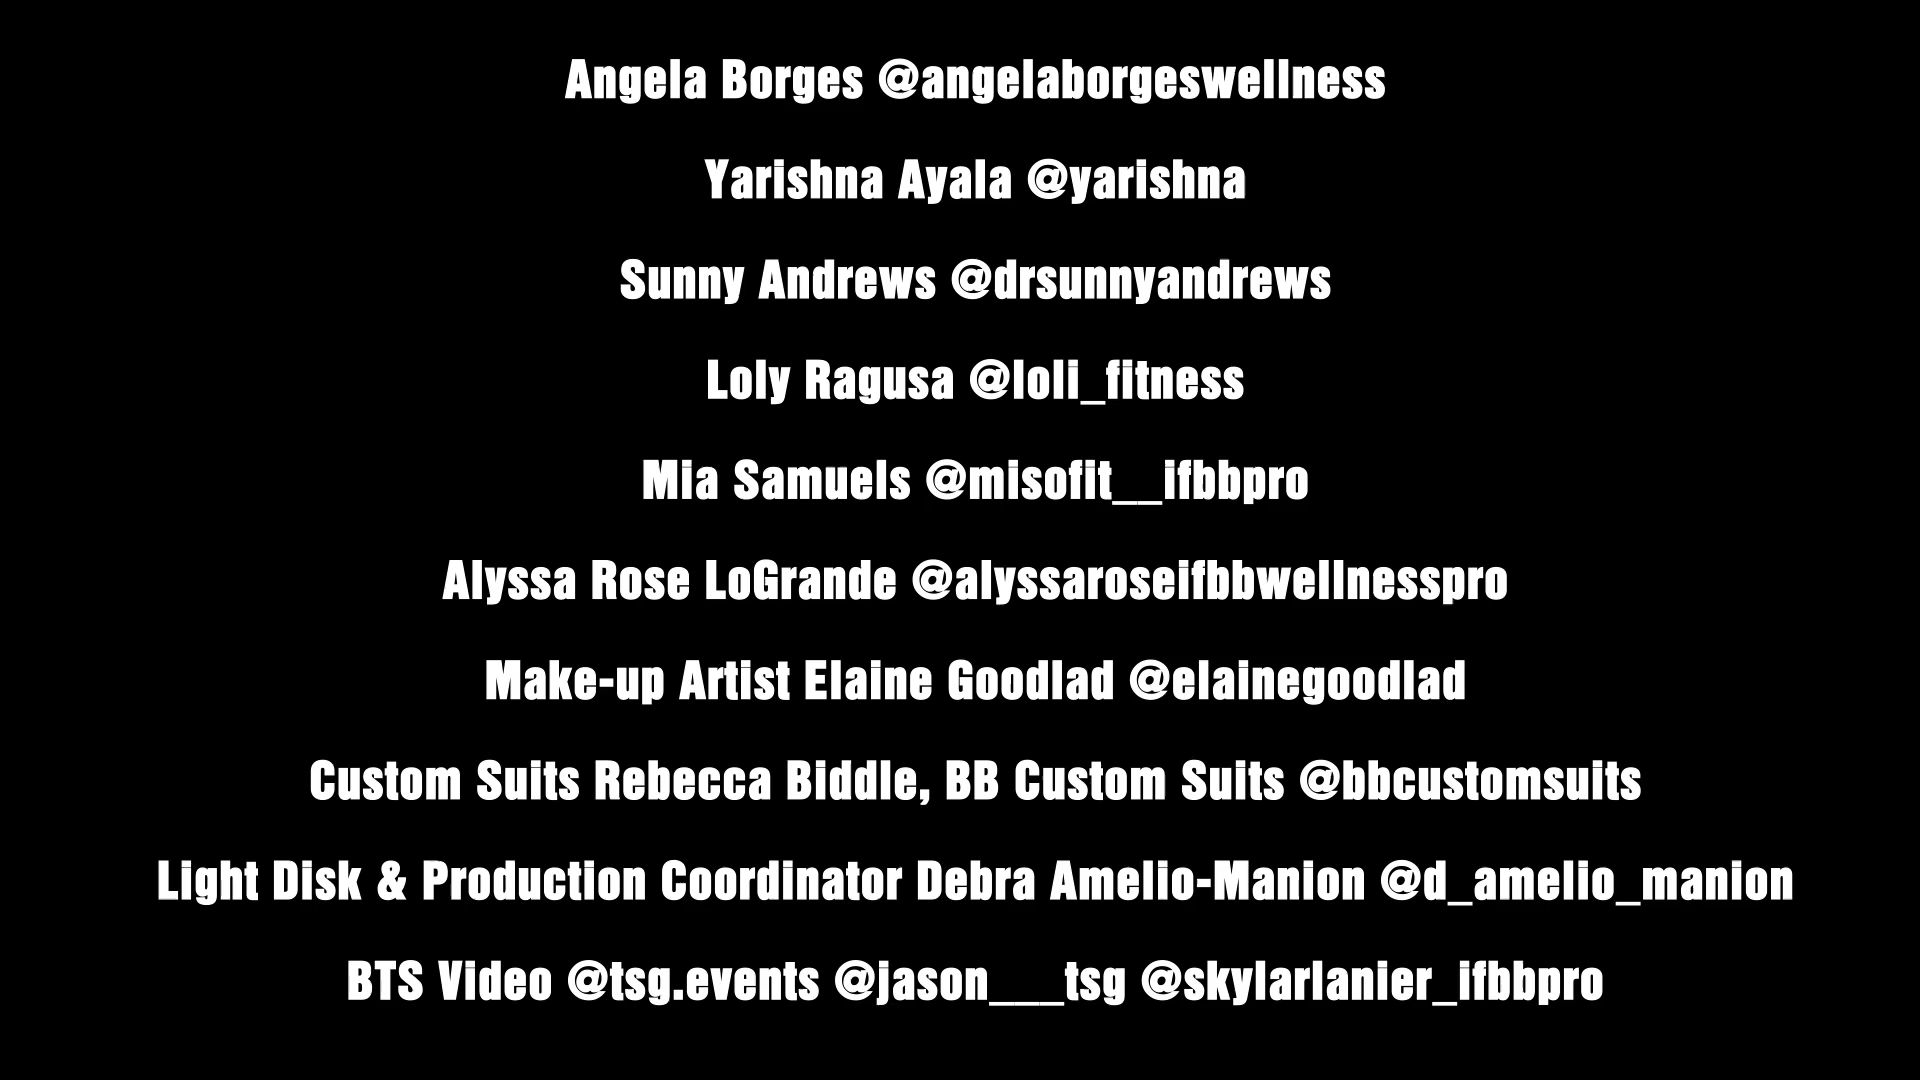 Angela Borges @angelaborgeswellness
Yarishna Ayala @yarishna
Sunny Andrews @drsunnyandrews
Loly Ragusa @loli_fitness
Mia Samuels @misofit__ifbbpro
Alyssa Rose LoGrande @alyssaroseifbbwellnesspro
Make-up Artist Elaine Goodlad @elainegoodlad
Custom Suits Rebecca Biddle, BB Custom Suits @bbcustomsuits
Light Disk & Production Coordinator Debra Amelio-Manion @d_amelio_manion
BTS Video @tsg.events @jason___tsg @skylarlanier_ifbbpro